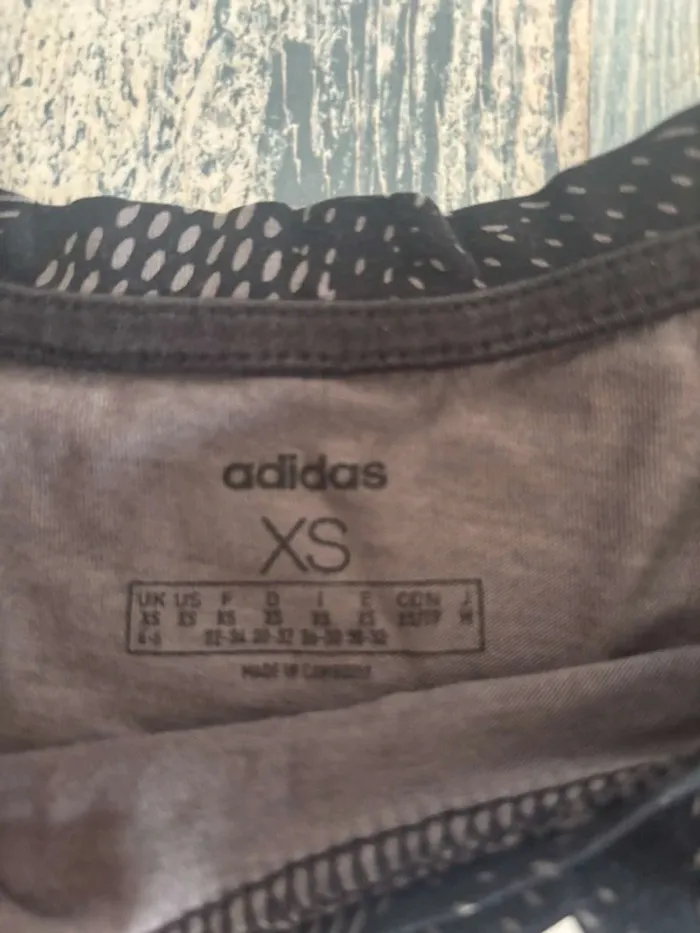 adidas
XS
UK US F D I E CDN J
XS XS XS XS XS XS XS/TP
4-6 32-34 30-32 36-38 30-32
MADE IN CAMBODIA